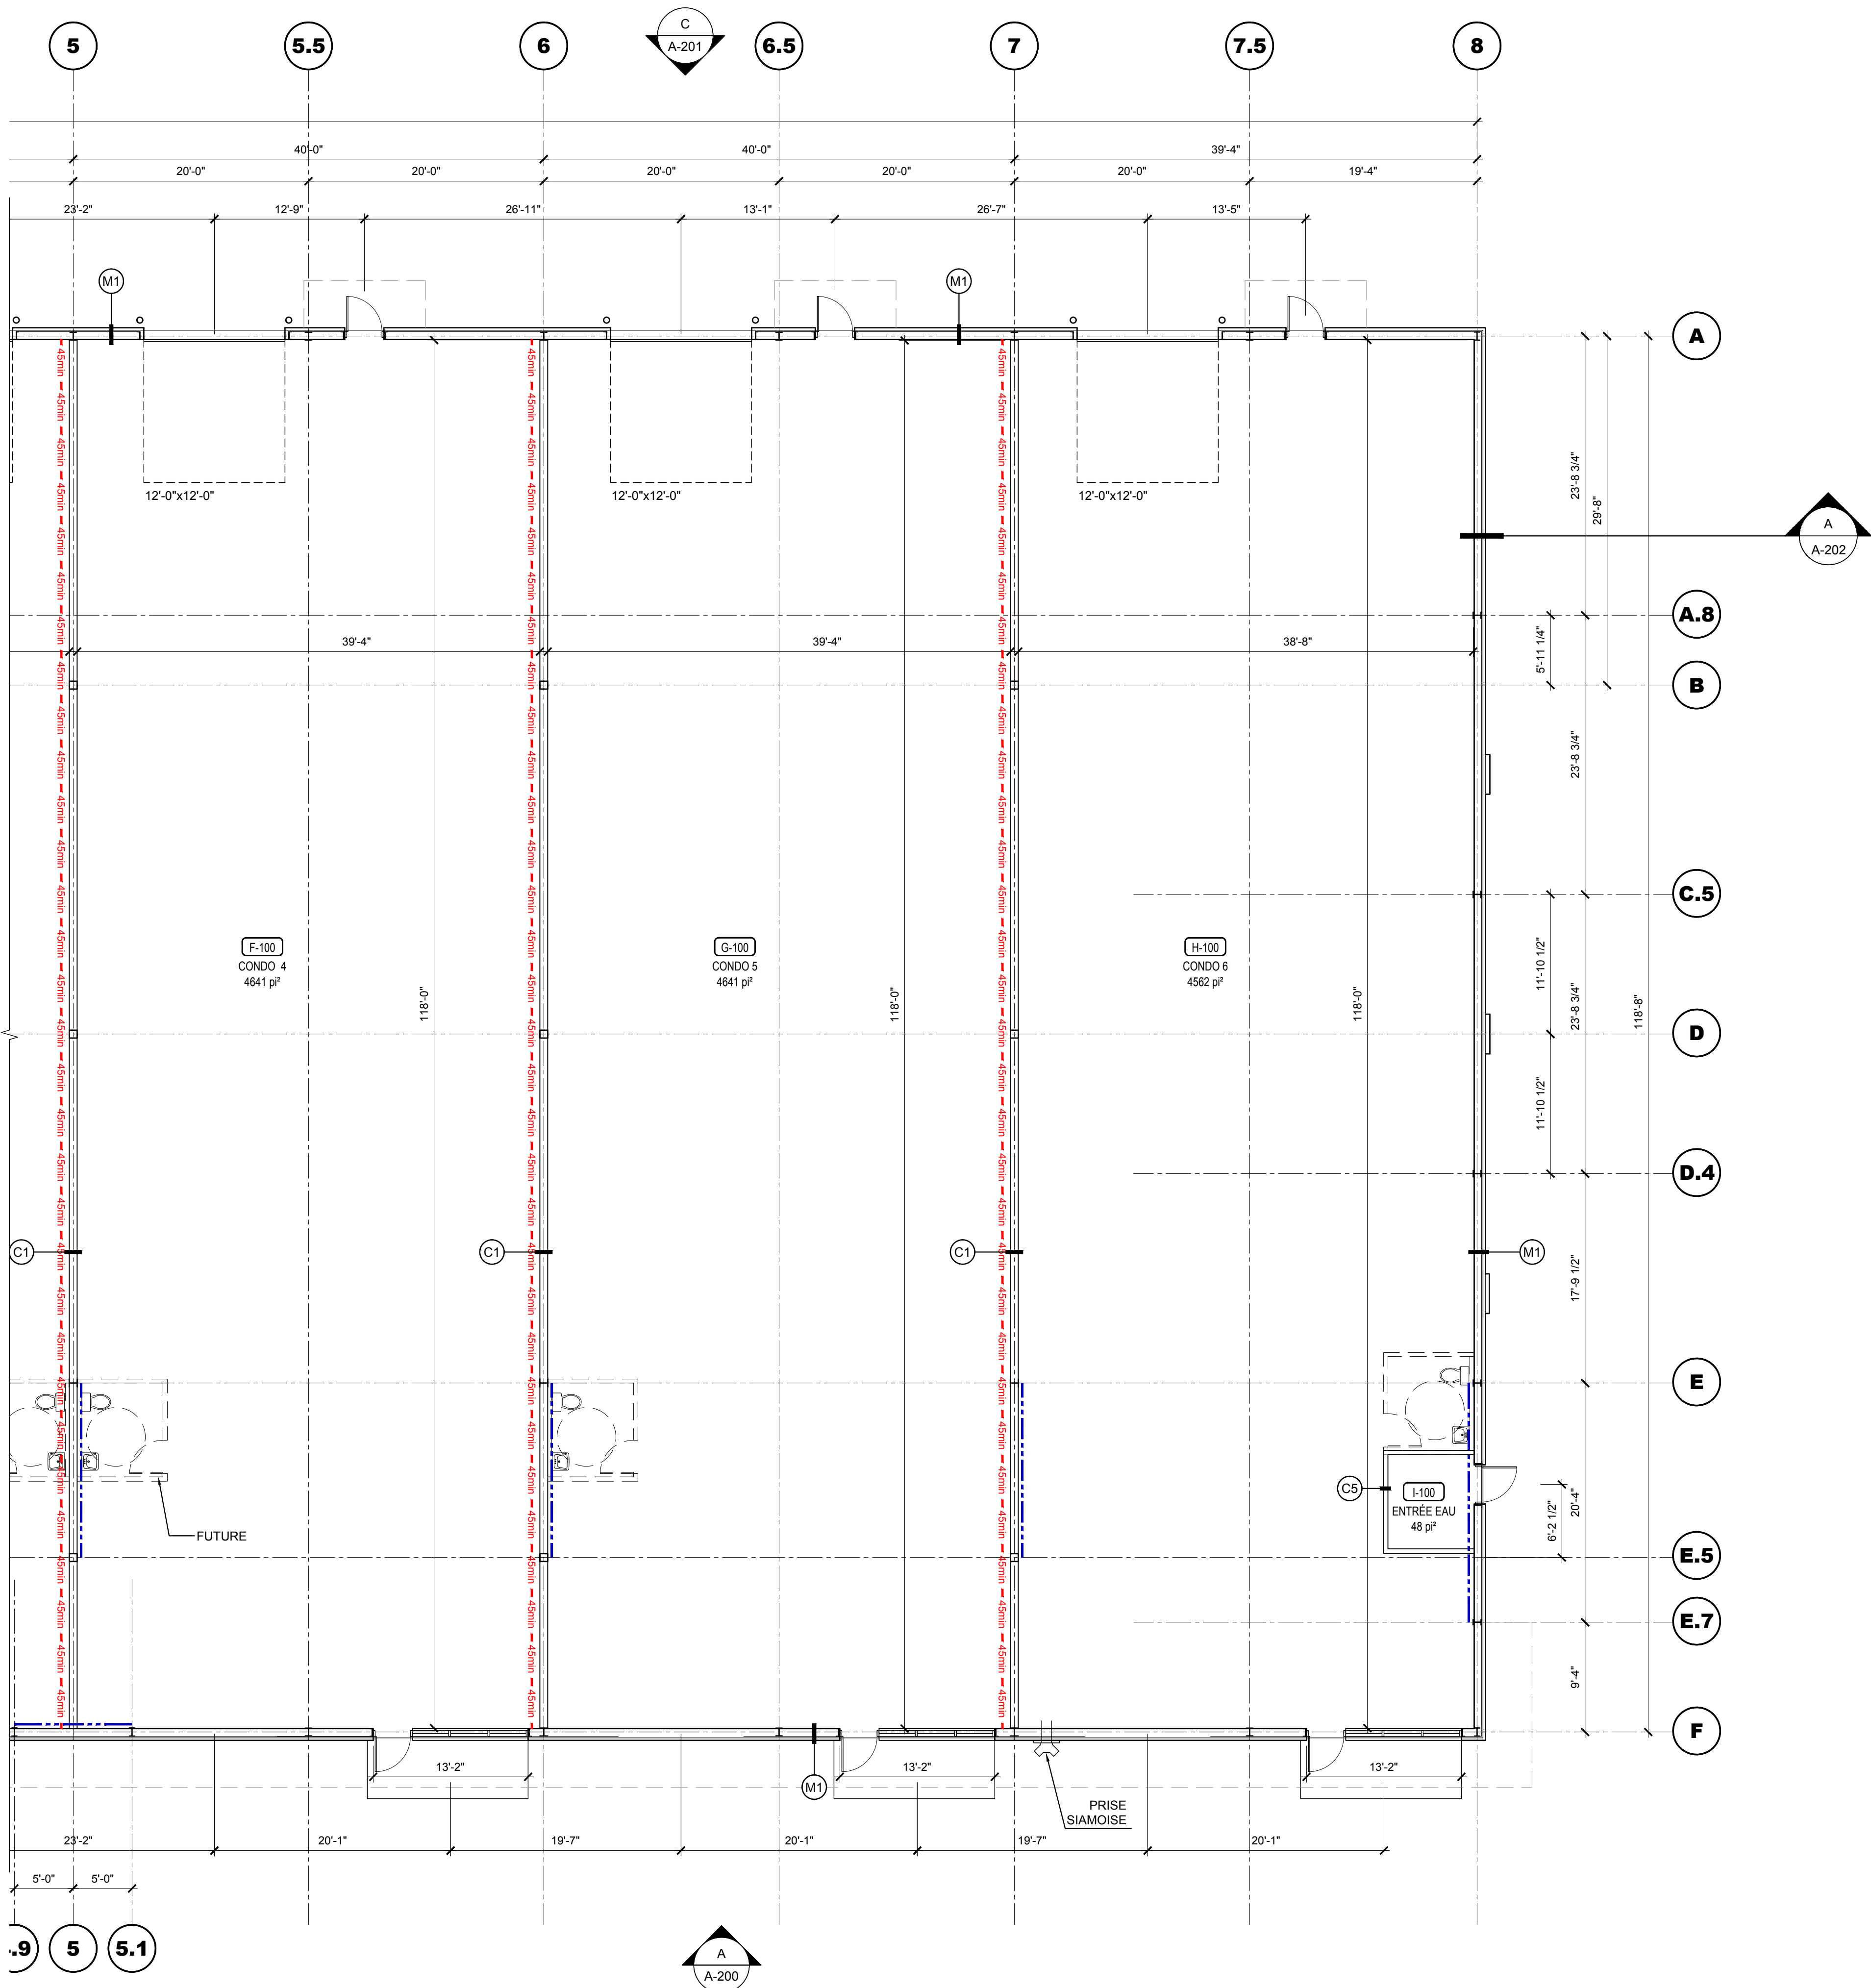 5
5.5
6
C
A-201
6.5
7
7.5
8
40'-0"
40'-0"
39'-4"
20'-0"
20'-0"
20'-0"
20'-0"
20'-0"
19'-4"
23'-2"
12'-9"
26'-11"
13'-1"
26'-7"
13'-5"
M1
M1
A
12'-0"x12'-0"
12'-0"x12'-0"
12'-0"x12'-0"
23'-8 3/4"
29'-8"
A
A-202
A.8
39'-4"
39'-4"
38'-8"
5'-11 1/4"
B
23'-8 3/4"
C.5
F-100
CONDO 4
4641 pi²
G-100
CONDO 5
4641 pi²
H-100
CONDO 6
4562 pi²
118'-0"
118'-0"
118'-0"
11'-10 1/2"
23'-8 3/4"
118'-8"
D
11'-10 1/2"
D.4
C1
C1
C1
M1
17'-9 1/2"
E
45min
45min
45min
C5
I-100
ENTRÉE EAU
48 pi²
20'-4"
6'-2 1/2"
FUTURE
E.5
E.7
9'-4"
F
13'-2"
13'-2"
13'-2"
M1
PRISE
SIAMOISE
23'-2"
20'-1"
19'-7"
20'-1"
19'-7"
20'-1"
5'-0"
5'-0"
.9
5
5.1
A
A-200